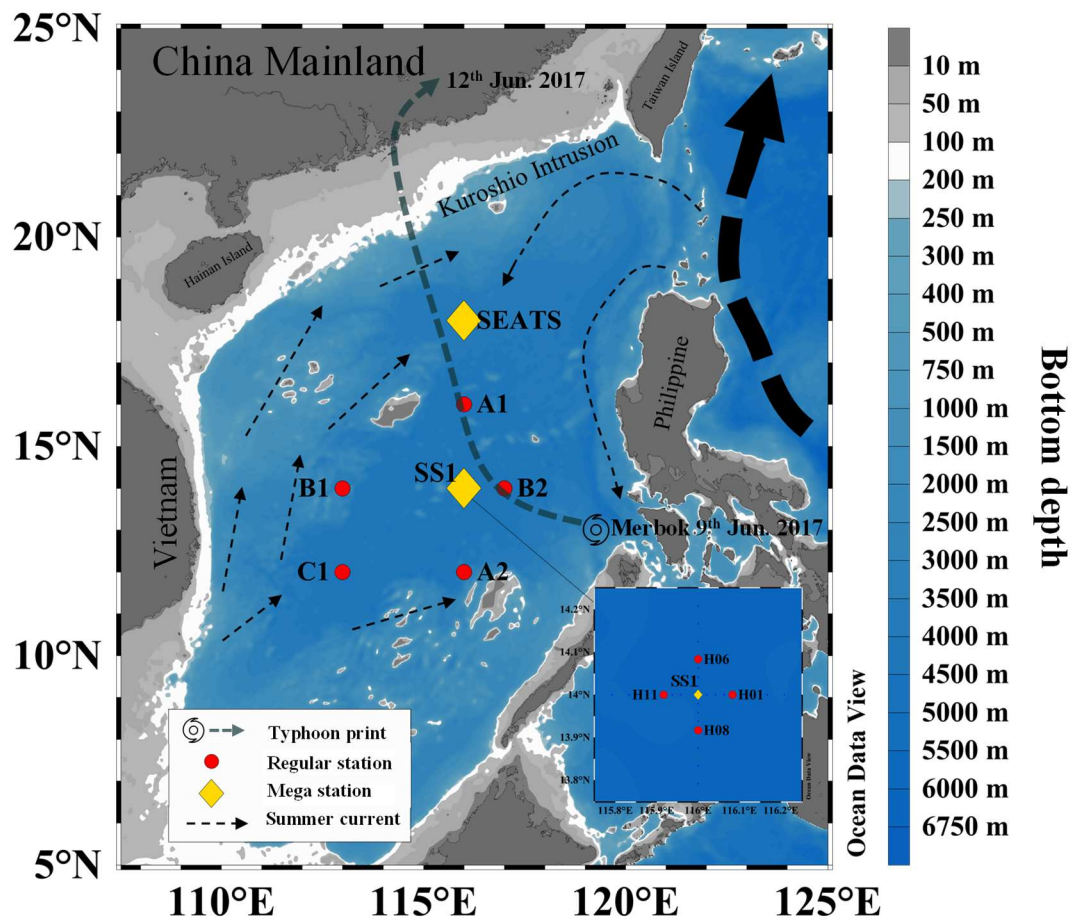 25°N
20°N
15°N
10°N
5°N
110°E
115°E
120°E
125°E
China Mainland
12th Jun. 2017
Taiwan Island
Kuroshio Intrusion
Hainan Island
SEATS
A1
Philippine
SS1
B1
B2
Vietnam
Merbok 9th Jun. 2017
C1
A2
14.2°N
14.1°N
14°N
13.9°N
13.8°N
H06
SS1
H11
H01
H08
115.8°E
115.9°E
116°E
116.1°E
116.2°E
Ocean Data View
Typhoon print
Regular station
Mega station
Summer current
Ocean Data View
10 m
50 m
100 m
200 m
250 m
300 m
400 m
500 m
750 m
1000 m
1500 m
2000 m
2500 m
3000 m
3500 m
4000 m
4500 m
5000 m
5500 m
6000 m
6750 m
Bottom depth